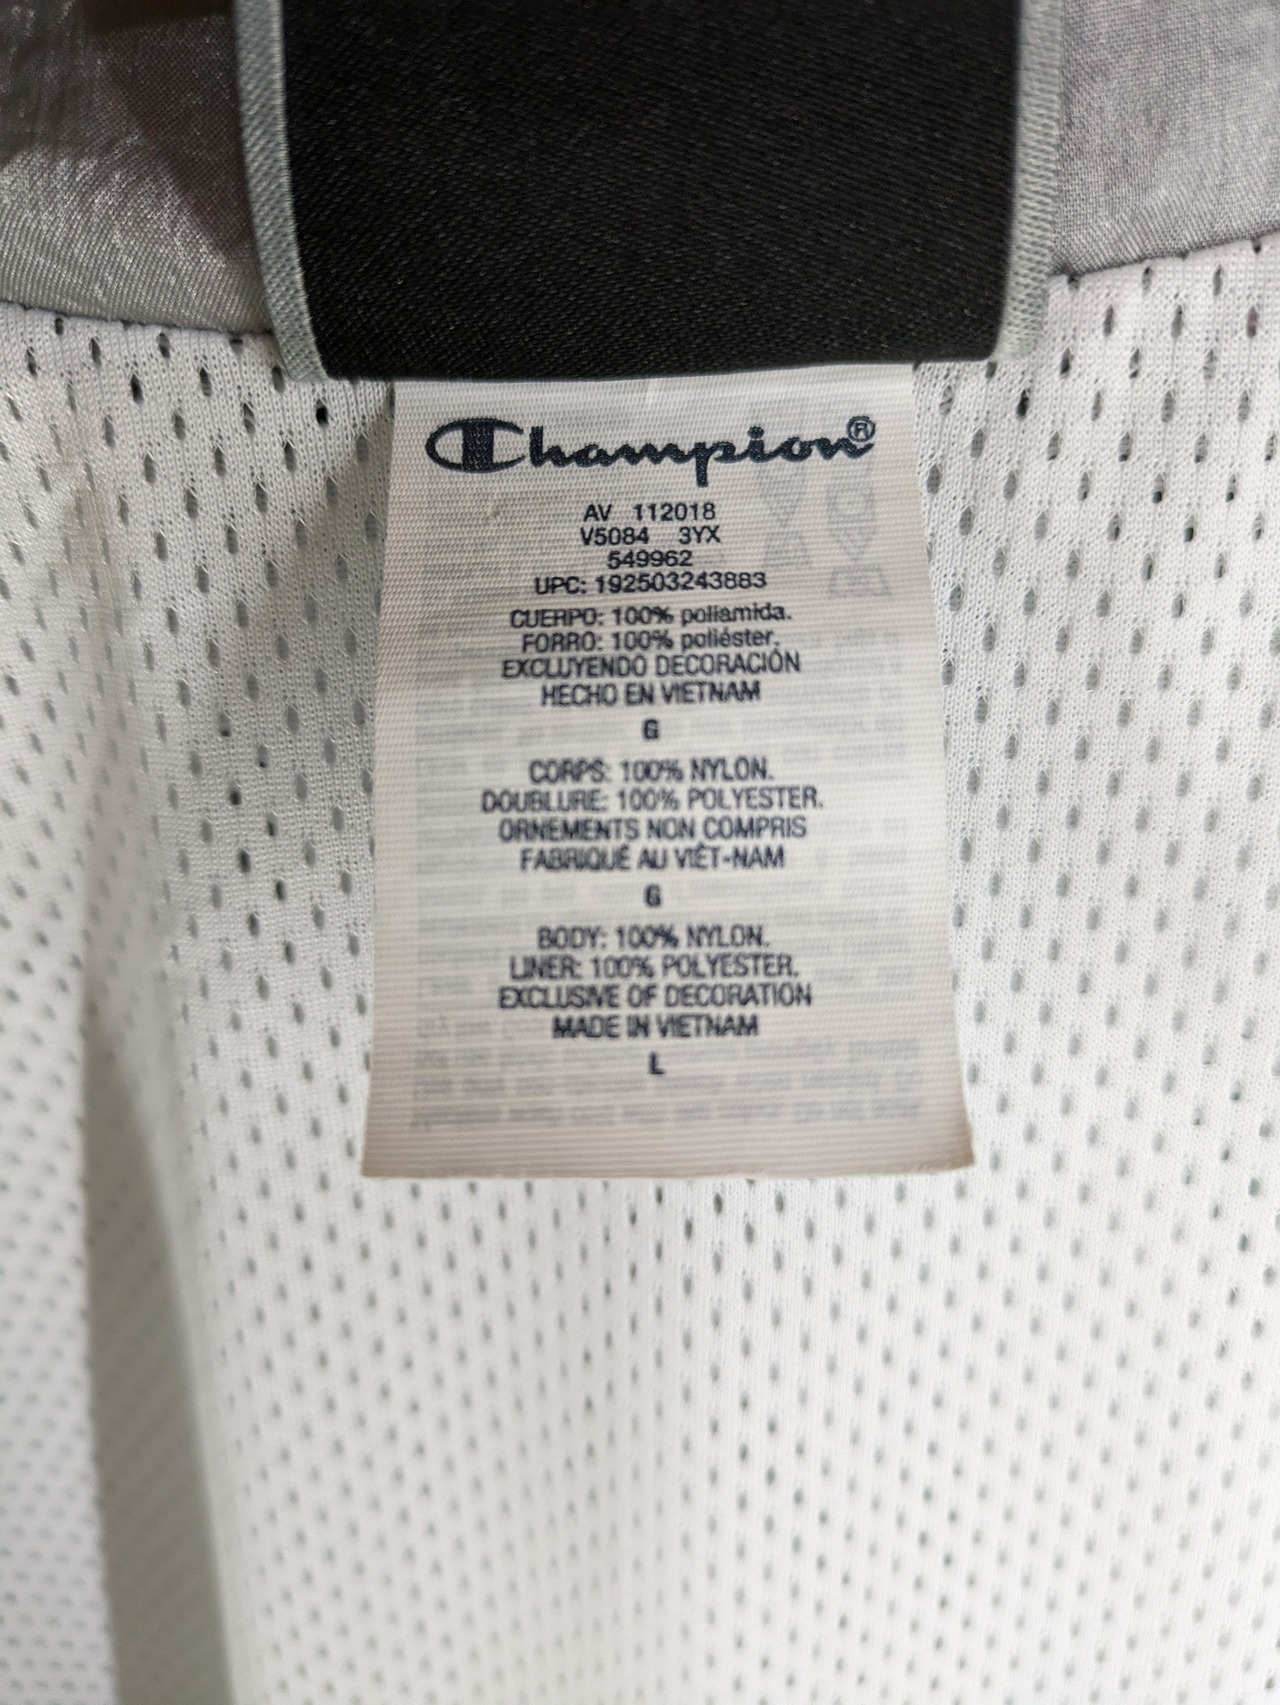 Champion®
AV 112018
V5084 3YX
549962
UPC: 192503243883
CUERPO: 100% poliamida.
FORRO: 100% poliéster.
EXCLUYENDO DECORACIÓN
HECHO EN VIETNAM
G
CORPS: 100% NYLON.
DOUBLURE: 100% POLYESTER.
ORNEMENTS NON COMPRIS
FABRIQUÉ AU VIÊT-NAM
G
BODY: 100% NYLON.
LINER: 100% POLYESTER.
EXCLUSIVE OF DECORATION
MADE IN VIETNAM
L